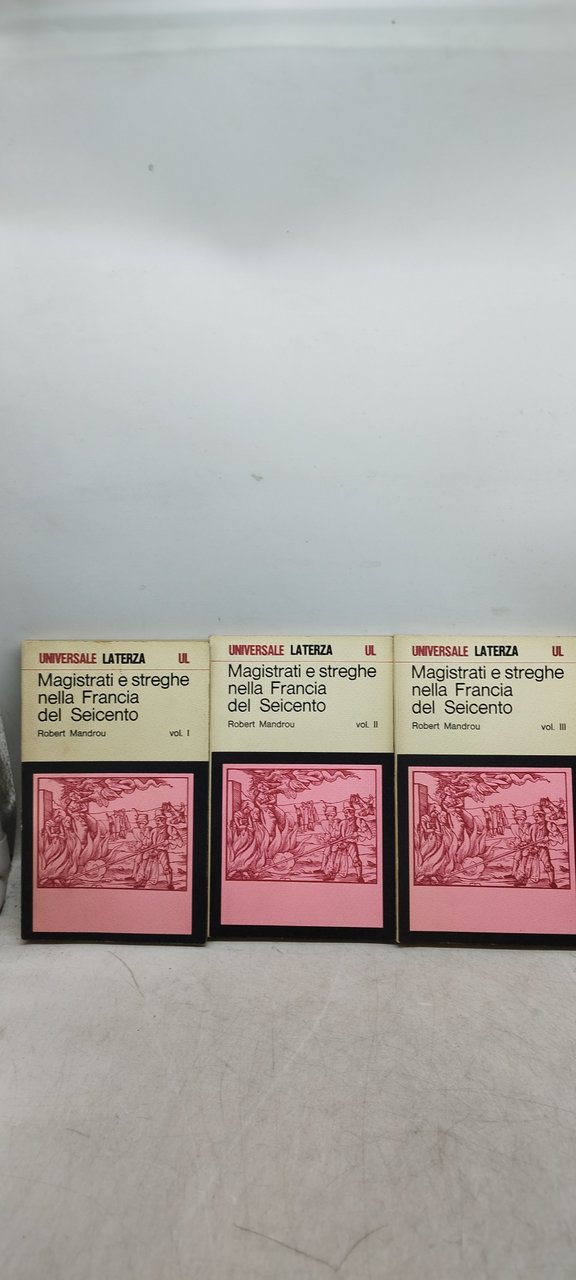 UNIVERSALE LATERZA UL
Magistrati e streghe
nella Francia
del Seicento
Robert Mandrou vol. I
UNIVERSALE LATERZA UL
Magistrati e streghe
nella Francia
del Seicento
Robert Mandrou vol. II
UNIVERSALE LATERZA UL
Magistrati e streghe
nella Francia
del Seicento
Robert Mandrou vol. III